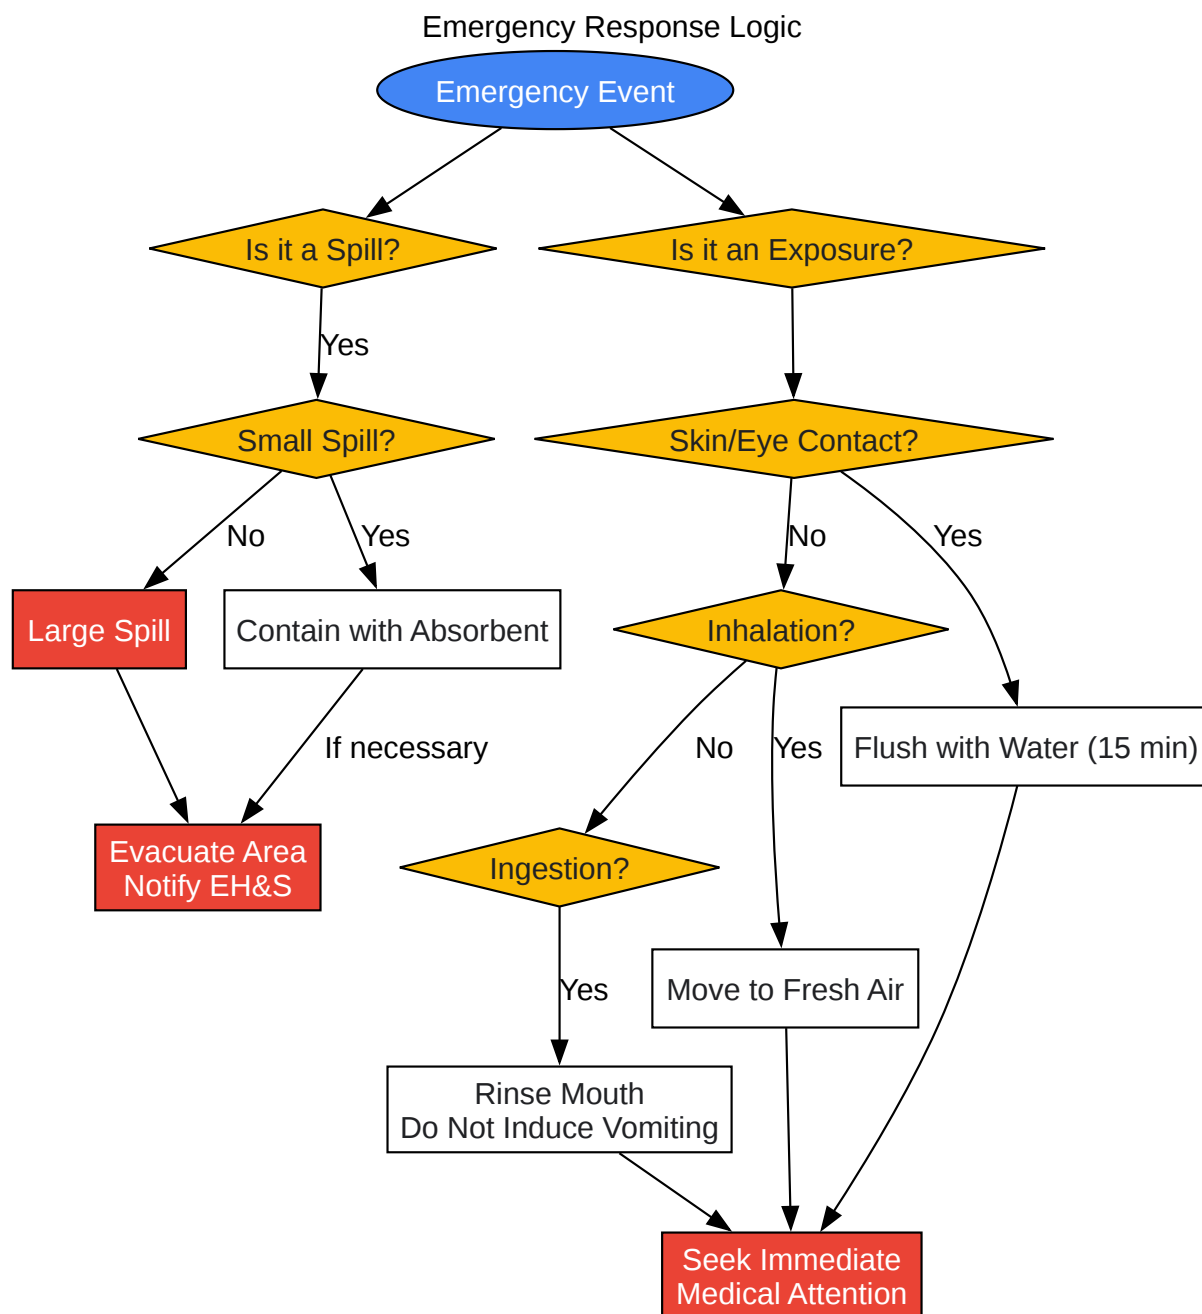 Emergency Response Logic
Emergency Event
Is it a Spill?
Is it an Exposure?
Yes
Small Spill?
Skin/Eye Contact?
No
Yes
No
Yes
Large Spill
Contain with Absorbent
Inhalation?
If necessary
No
Yes
Flush with Water (15 min)
Evacuate Area
Notify EH&S
Ingestion?
Yes
Move to Fresh Air
Rinse Mouth
Do Not Induce Vomiting
Seek Immediate
Medical Attention